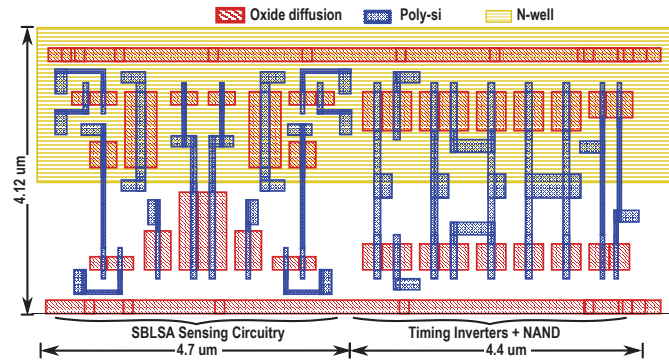 Oxide diffusion Poly-si N-well
4.12 um
SBLSA Sensing Circuitry Timing Inverters + NAND
4.7 um 4.4 um